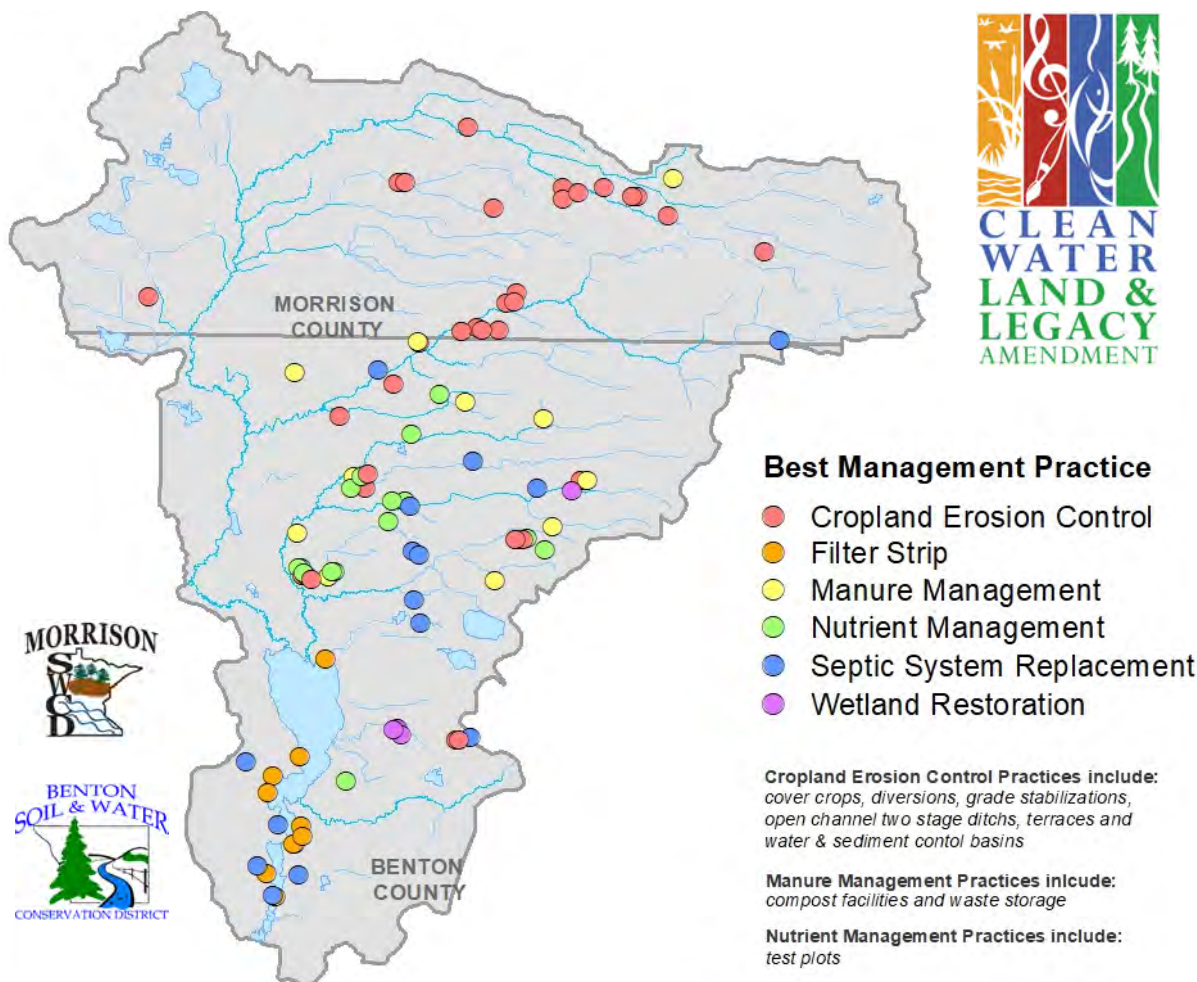 CLEAN
WATER
LAND &
LEGACY
AMENDMENT
MORRISON
COUNTY
Best Management Practice
Cropland Erosion Control
Filter Strip
Manure Management
Nutrient Management
Septic System Replacement
Wetland Restoration
MORRISON
SWCD
BENTON
SOIL & WATER
CONSERVATION DISTRICT
BENTON
COUNTY
Cropland Erosion Control Practices include:
cover crops, diversions, grade stabilizations,
open channel two stage ditchs, terraces and
water & sediment contol basins
Manure Management Practices inlcude:
compost facilities and waste storage
Nutrient Management Practices include:
test plots